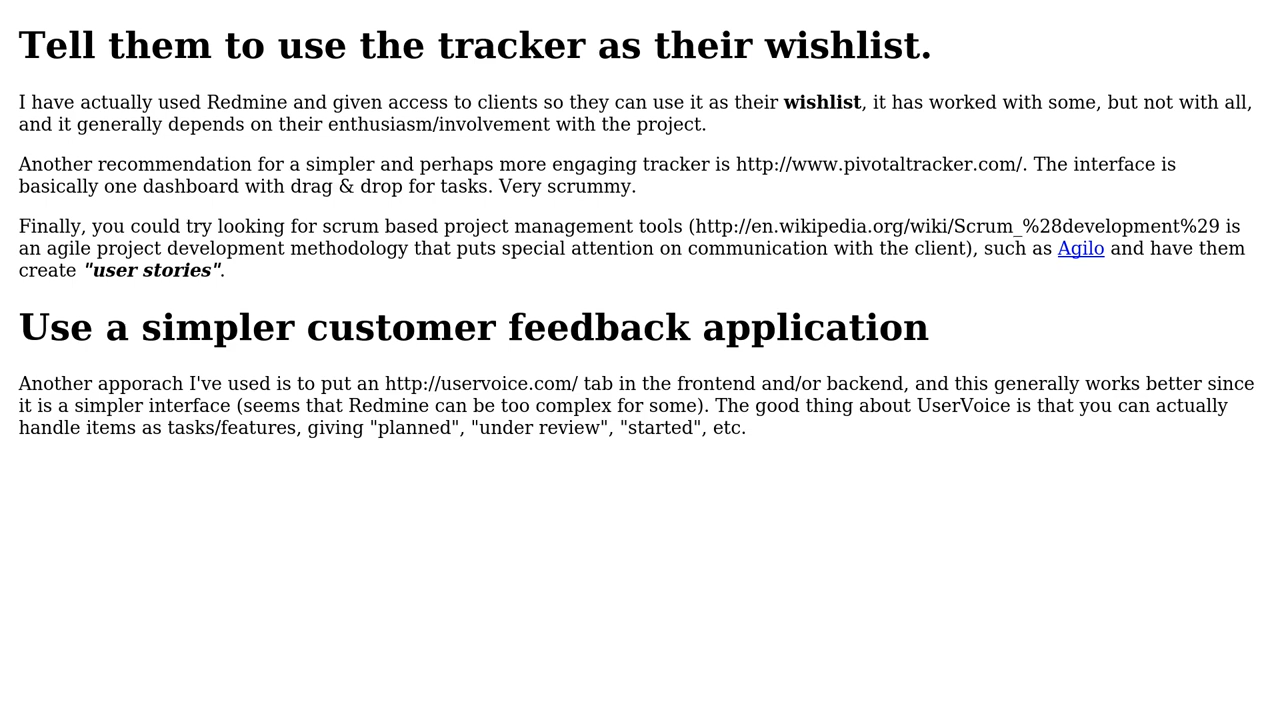 Tell them to use the tracker as their wishlist.
I have actually used Redmine and given access to clients so they can use it as their wishlist, it has worked with some, but not with all,
and it generally depends on their enthusiasm/involvement with the project.
Another recommendation for a simpler and perhaps more engaging tracker is http://www.pivotaltracker.com/. The interface is
basically one dashboard with drag & drop for tasks. Very scrummy.
Finally, you could try looking for scrum based project management tools (http://en.wikipedia.org/wiki/Scrum_%28development%29 is
an agile project development methodology that puts special attention on communication with the client), such as Agilo and have them
create "user stories".
Use a simpler customer feedback application
Another apporach I've used is to put an http://uservoice.com/ tab in the frontend and/or backend, and this generally works better since
it is a simpler interface (seems that Redmine can be too complex for some). The good thing about UserVoice is that you can actually
handle items as tasks/features, giving "planned", "under review", "started", etc.